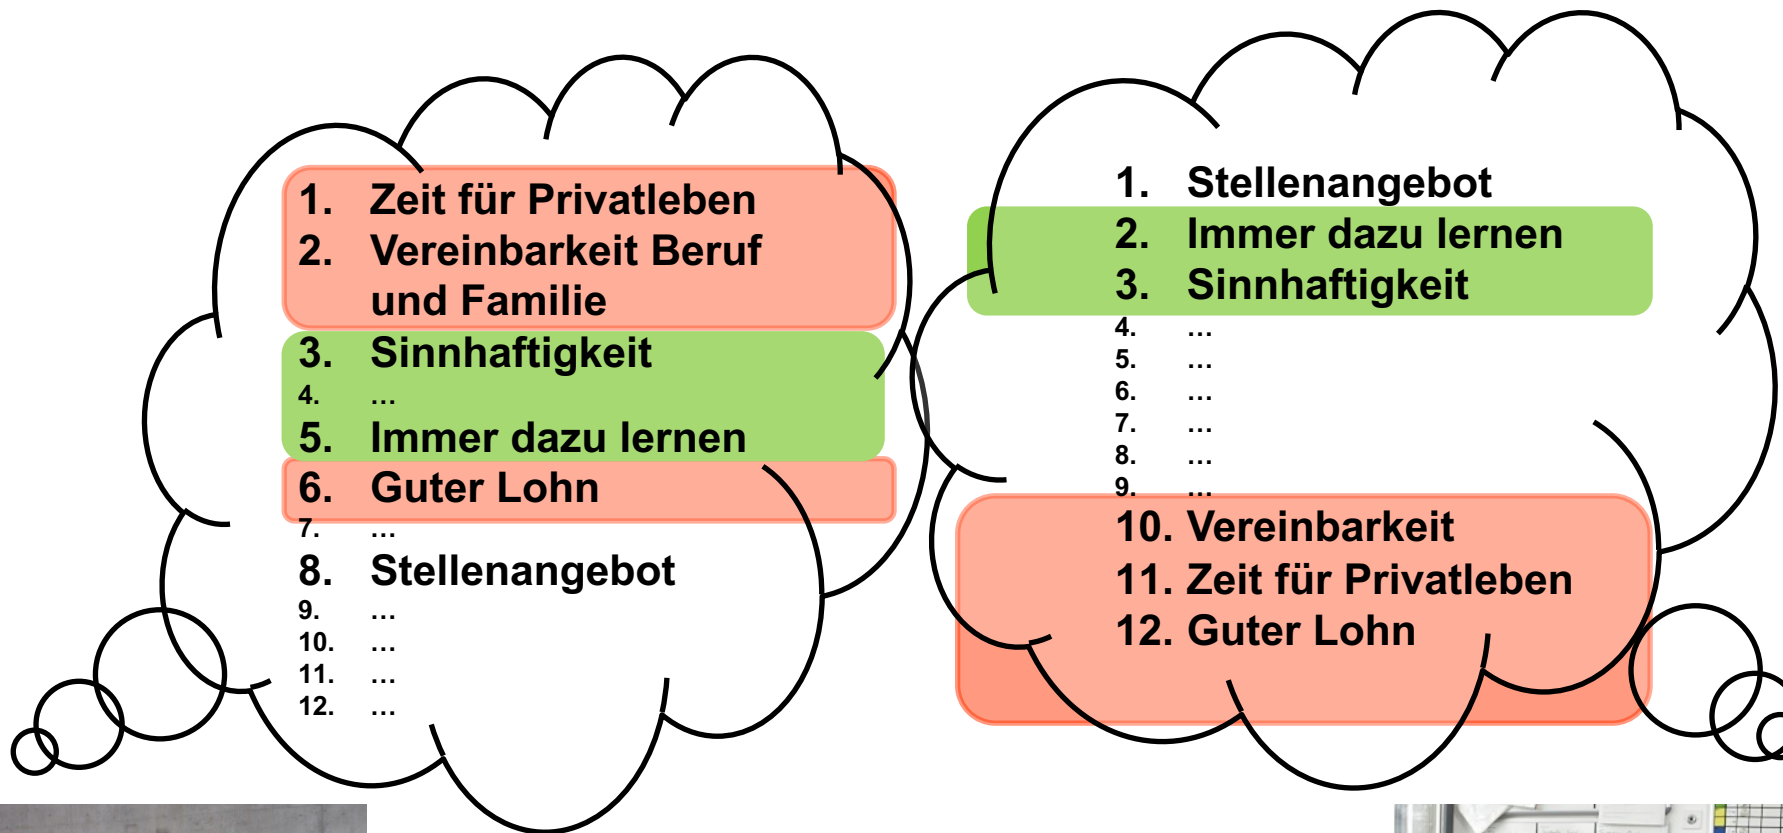 1. Zeit für Privatleben
2. Vereinbarkeit Beruf
und Familie
3. Sinnhaftigkeit
4. ...
5. Immer dazu lernen
6. Guter Lohn
7. ...
8. Stellenangebot
9. ...
10. ...
11. ...
12. ...
1. Stellenangebot
2. Immer dazu lernen
3. Sinnhaftigkeit
4. ...
5. ...
6. ...
7. ...
8. ...
9. ...
10. Vereinbarkeit
11. Zeit für Privatleben
12. Guter Lohn